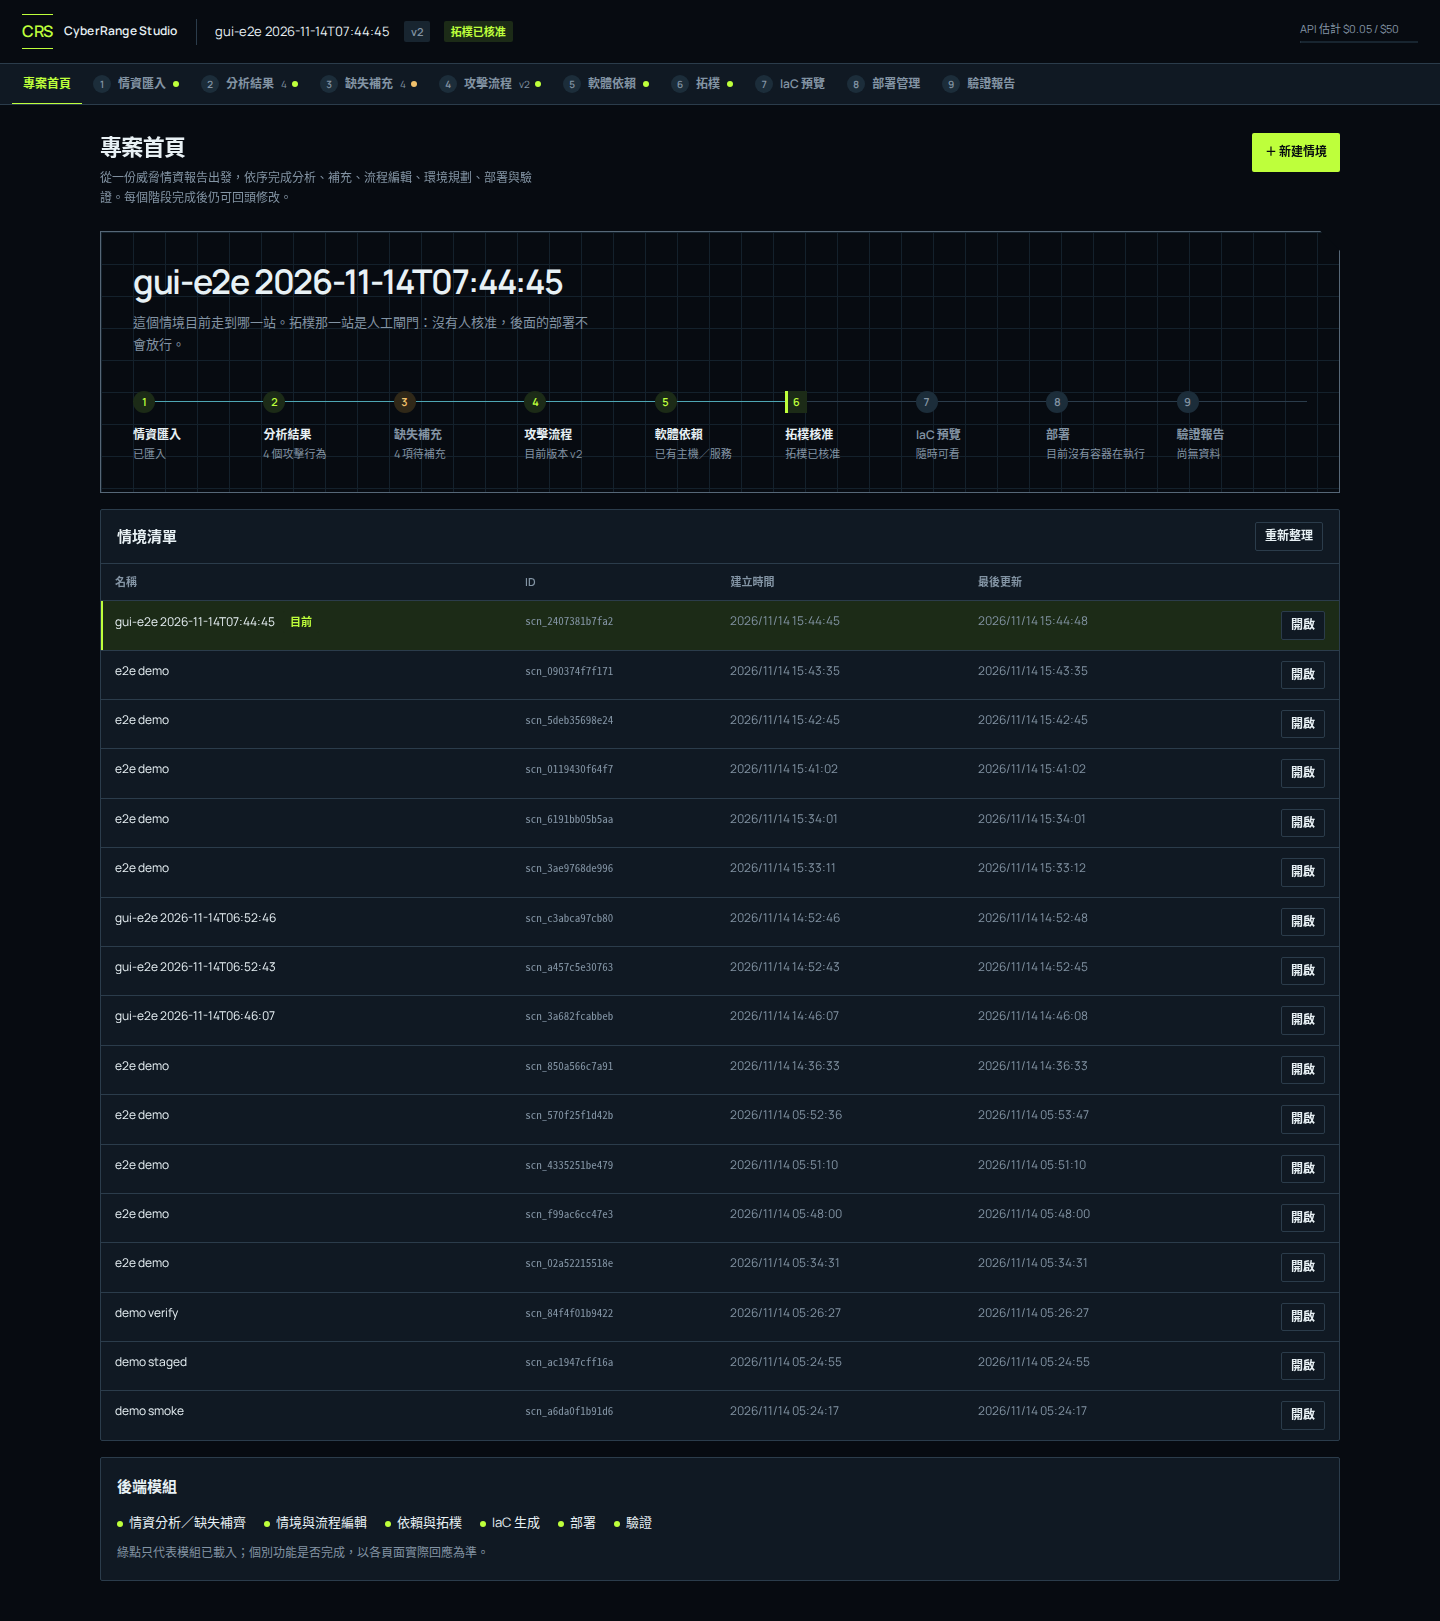 CRS CyberRange Studio gui-e2e 2026-11-14T07:44:45 v2 拓樸已核准 API 估計 $0.05 / $50
專案首頁 1 情資匯入 2 分析結果 4 3 缺失補充 4 4 攻擊流程 v2 5 軟體依賴 6 拓樸 7 IaC 預覽 8 部署管理 9 驗證報告
專案首頁
＋ 新建情境
從一份威脅情資報告出發，依序完成分析、補充、流程編輯、環境規劃、部署與驗
證。每個階段完成後仍可回頭修改。
gui-e2e 2026-11-14T07:44:45
這個情境目前走到哪一站。拓樸那一站是人工閘門：沒有人核准，後面的部署不
會放行。
1 2 3 4 5 6 7 8 9
情資匯入 分析結果 缺失補充 攻擊流程 軟體依賴 拓樸核准 IaC 預覽 部署 驗證報告
已匯入 4 個攻擊行為 4 項待補充 目前版本 v2 已有主機／服務 拓樸已核准 隨時可看 目前沒有容器在執行 尚無資料
情境清單 重新整理
名稱 ID 建立時間 最後更新
gui-e2e 2026-11-14T07:44:45 目前 scn_2407381b7fa2 2026/11/14 15:44:45 2026/11/14 15:44:48 開啟
e2e demo scn_090374f7f171 2026/11/14 15:43:35 2026/11/14 15:43:35 開啟
e2e demo scn_5deb35698e24 2026/11/14 15:42:45 2026/11/14 15:42:45 開啟
e2e demo scn_0119430f64f7 2026/11/14 15:41:02 2026/11/14 15:41:02 開啟
e2e demo scn_6191bb05b5aa 2026/11/14 15:34:01 2026/11/14 15:34:01 開啟
e2e demo scn_3ae9768de996 2026/11/14 15:33:11 2026/11/14 15:33:12 開啟
gui-e2e 2026-11-14T06:52:46 scn_c3abca97cb80 2026/11/14 14:52:46 2026/11/14 14:52:48 開啟
gui-e2e 2026-11-14T06:52:43 scn_a457c5e30763 2026/11/14 14:52:43 2026/11/14 14:52:45 開啟
gui-e2e 2026-11-14T06:46:07 scn_3a682fcabbeb 2026/11/14 14:46:07 2026/11/14 14:46:08 開啟
e2e demo scn_850a566c7a91 2026/11/14 14:36:33 2026/11/14 14:36:33 開啟
e2e demo scn_570f25f1d42b 2026/11/14 05:52:36 2026/11/14 05:53:47 開啟
e2e demo scn_4335251be479 2026/11/14 05:51:10 2026/11/14 05:51:10 開啟
e2e demo scn_f99ac6cc47e3 2026/11/14 05:48:00 2026/11/14 05:48:00 開啟
e2e demo scn_02a52215518e 2026/11/14 05:34:31 2026/11/14 05:34:31 開啟
demo verify scn_84f4f01b9422 2026/11/14 05:26:27 2026/11/14 05:26:27 開啟
demo staged scn_ac1947cff16a 2026/11/14 05:24:55 2026/11/14 05:24:55 開啟
demo smoke scn_a6da0f1b91d6 2026/11/14 05:24:17 2026/11/14 05:24:17 開啟
後端模組
情資分析／缺失補齊 情境與流程編輯 依賴與拓樸 IaC 生成 部署 驗證
綠點只代表模組已載入；個別功能是否完成，以各頁面實際回應為準。